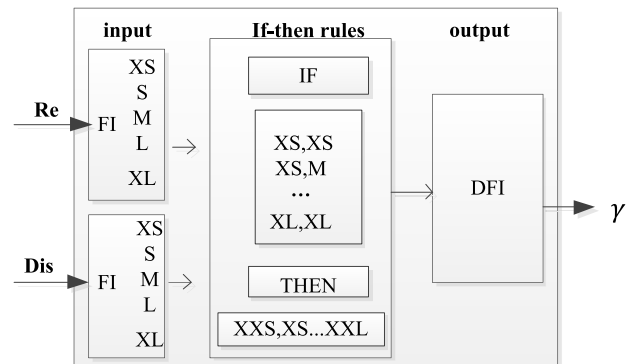 input
If-then rules
output
Re
FI
XS
S
M
L
XL
Dis
FI
XS
S
M
L
XL
IF
XS,XS
XS,M
...
XL,XL
THEN
XXS,XS...XXL
DFI
γ